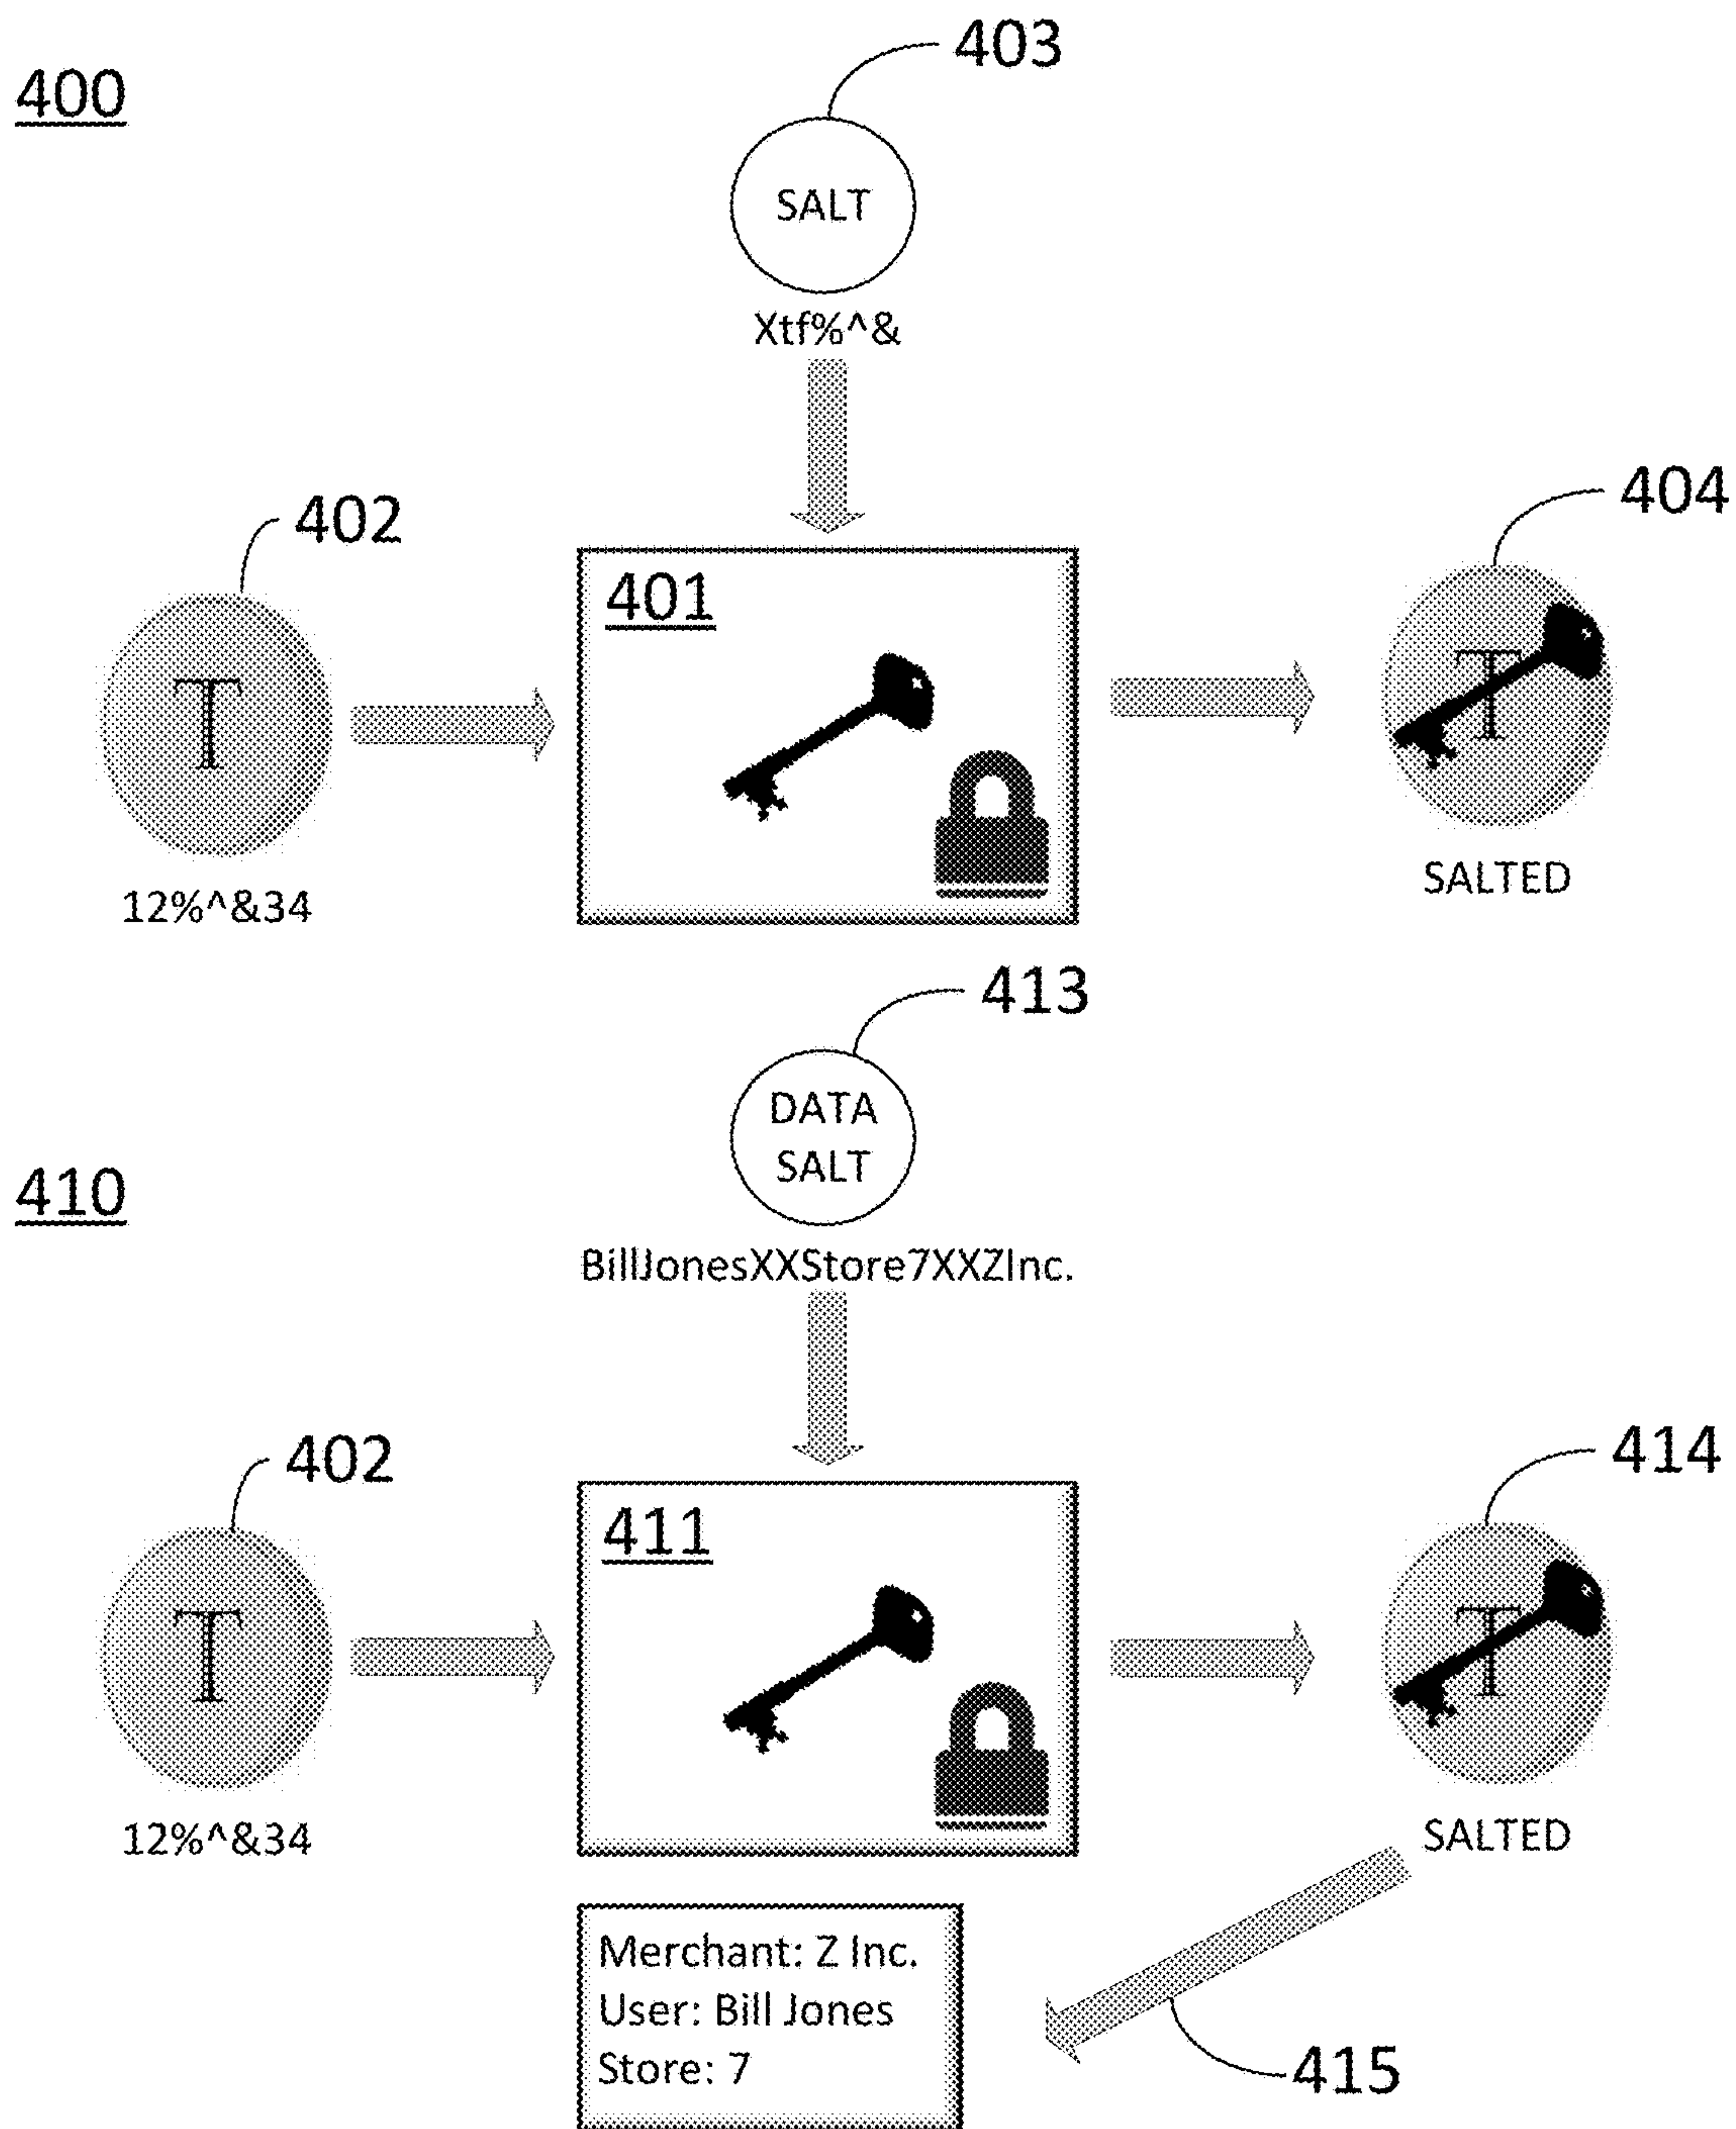 403
400
SALT
Xtf%^&
404
402
401
T
T
12%^&34
SALTED
413
DATA
SALT
410
BillJonesXXStore7XXZInc.
402
414
411
T
T
12%^&34
SALTED
Merchant: Z Inc.
User: Bill Jones
Store: 7
415